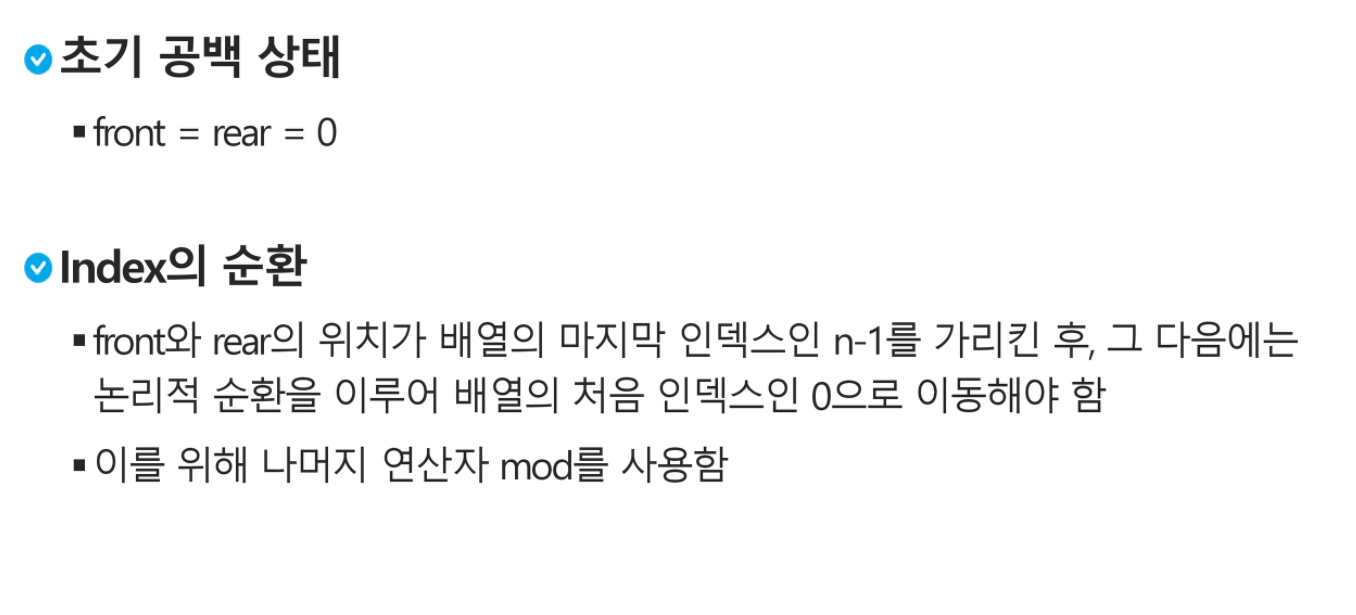 초기 공백 상태
▪ front = rear = 0
Index의 순환
▪ front와 rear의 위치가 배열의 마지막 인덱스인 n-1를 가리킨 후, 그 다음에는
논리적 순환을 이루어 배열의 처음 인덱스인 0으로 이동해야 함
▪ 이를 위해 나머지 연산자 mod를 사용함